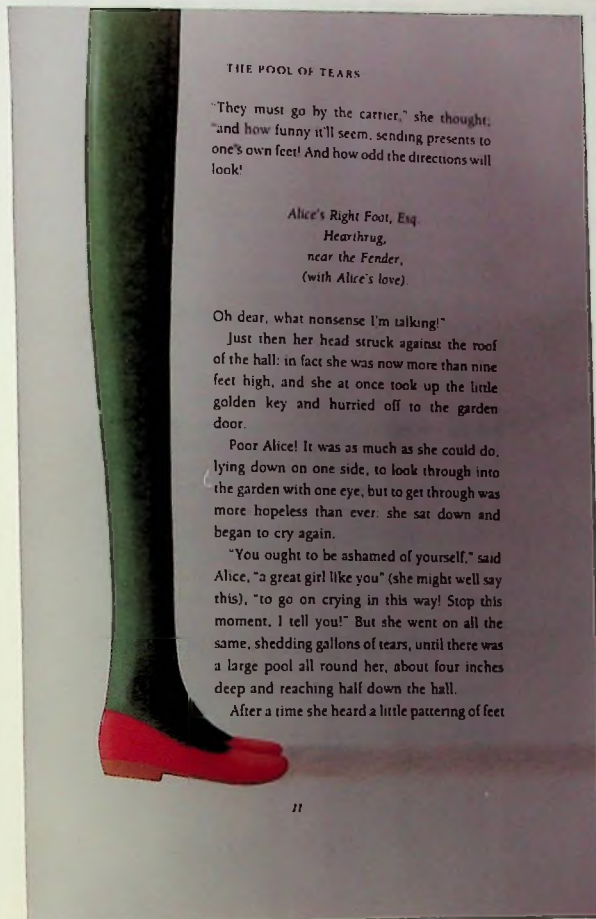 THE POOL OF TEARS
"They must go by the carrier," she thought;
"and how funny it'll seem, sending presents to
one's own feet! And how odd the directions will
look!
Alice's Right Foot, Esq.
Hearthrug,
near the Fender,
(with Alice's love).
Oh dear, what nonsense I'm talking!"
Just then her head struck against the roof
of the hall: in fact she was now more than nine
feet high, and she at once took up the little
golden key and hurried off to the garden
door.
Poor Alice! It was as much as she could do,
lying down on one side, to look through into
the garden with one eye, but to get through was
more hopeless than ever: she sat down and
began to cry again.
"You ought to be ashamed of yourself," said
Alice, "a great girl like you" (she might well say
this), "to go on crying in this way! Stop this
moment, I tell you!" But she went on all the
same, shedding gallons of tears, until there was
a large pool all round her, about four inches
deep and reaching half down the hall.
After a time she heard a little pattering of feet
11